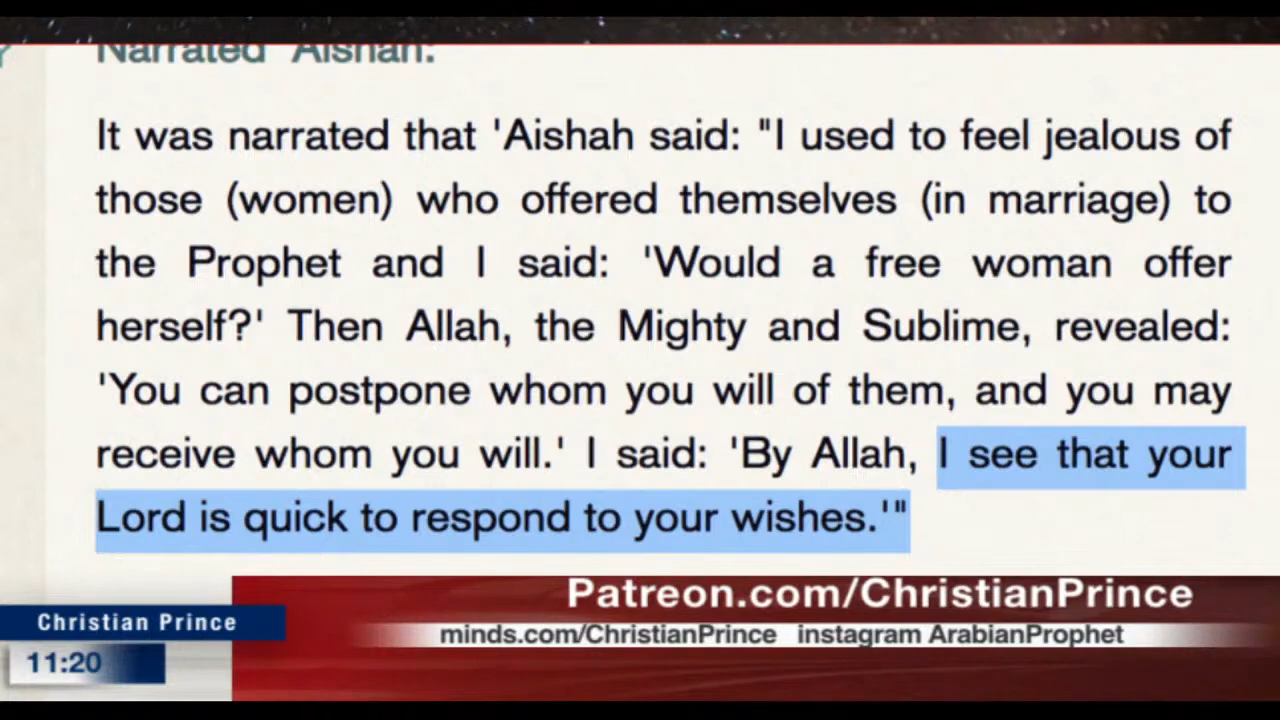 Narrated 'Aishah:
It was narrated that 'Aishah said: "I used to feel jealous of
those (women) who offered themselves (in marriage) to
the Prophet and I said: 'Would a free woman offer
herself?' Then Allah, the Mighty and Sublime, revealed:
'You can postpone whom you will of them, and you may
receive whom you will.' I said: 'By Allah, I see that your
Lord is quick to respond to your wishes.'"
Patreon.com/ChristianPrince
Christian Prince
minds.com/ChristianPrince instagram ArabianProphet
11:20